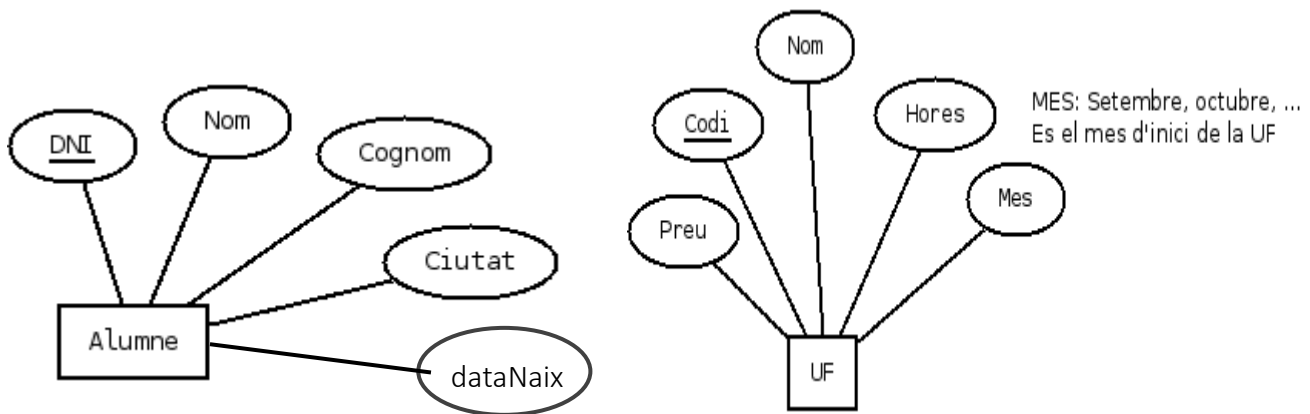 DNI
Nom
Cognom
Ciutat
dataNaix
Alumne
Nom
Codi
Hores
Preu
Mes
UF
MES: Setembre, octubre, ...
Es el mes d'inici de la UF